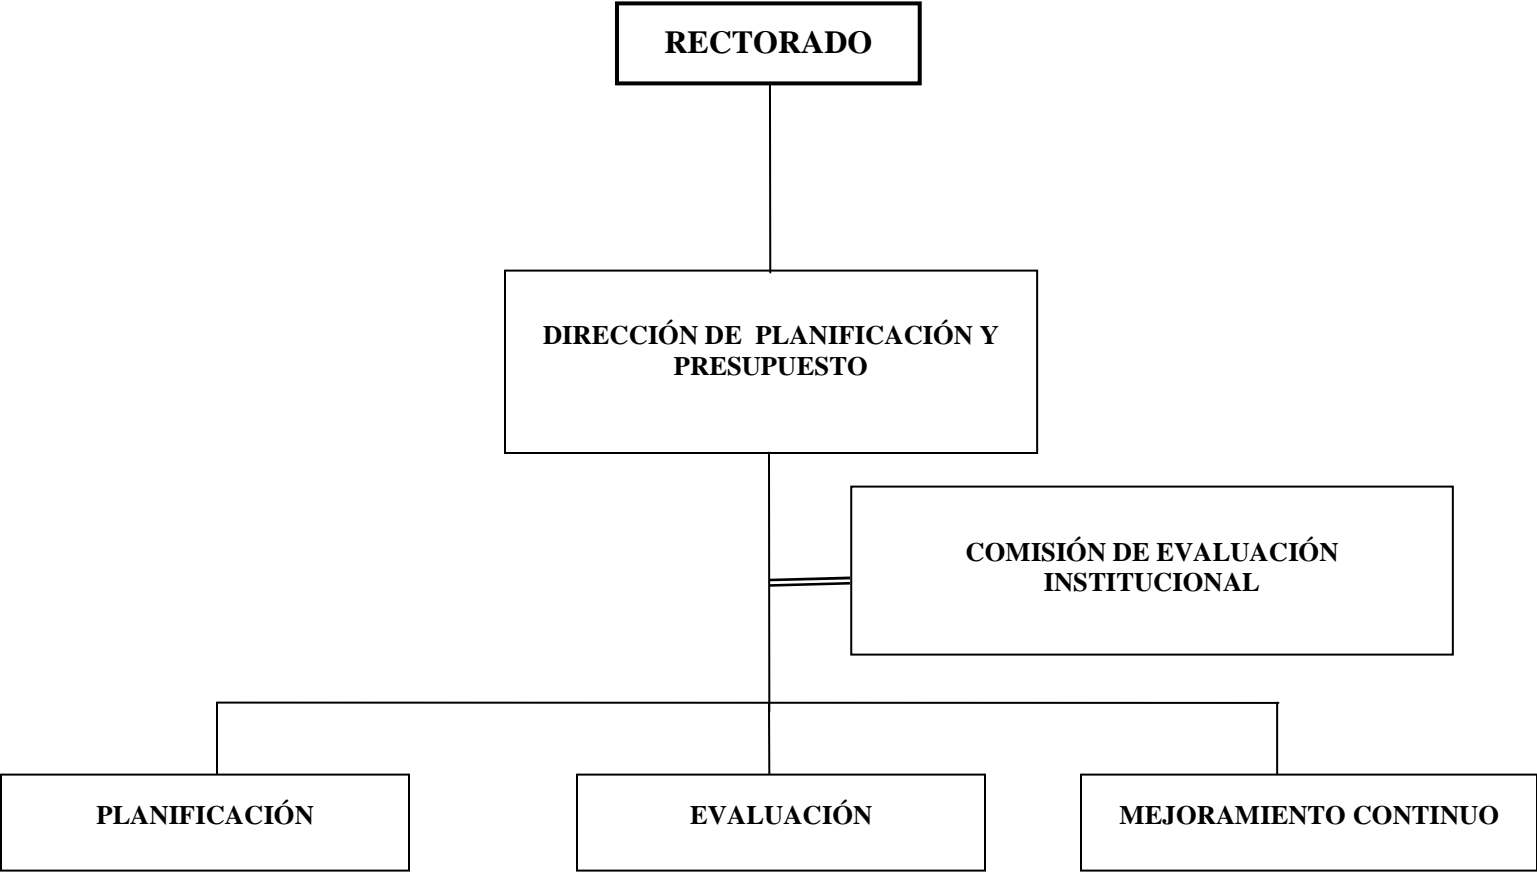 RECTORADO
DIRECCIÓN DE PLANIFICACIÓN Y
PRESUPUESTO
COMISIÓN DE EVALUACIÓN
INSTITUCIONAL
PLANIFICACIÓN
EVALUACIÓN
MEJORAMIENTO CONTINUO